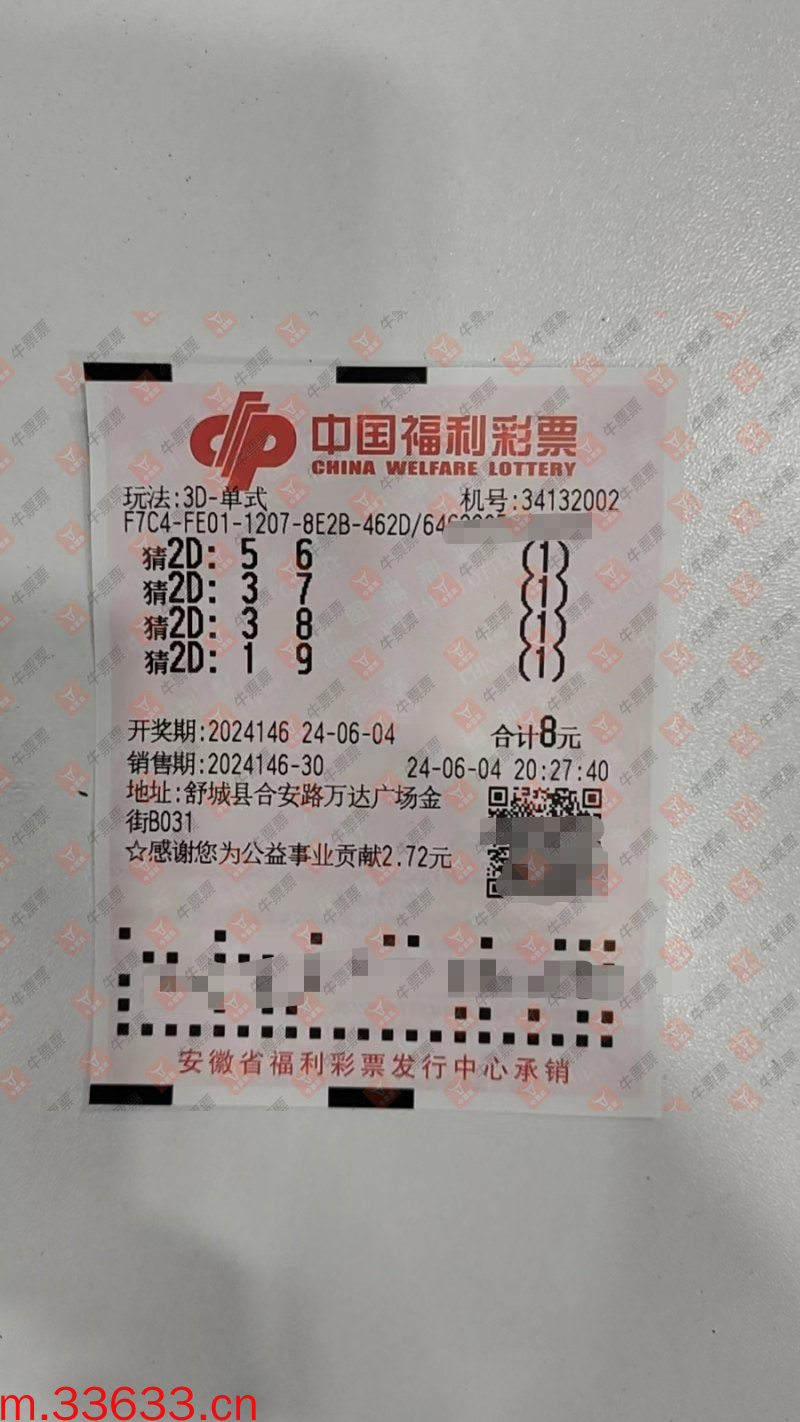 中国福利彩票
CHINA WELFARE LOTTERY
玩法:3D-单式 机号:34132002
F7C4-FE01-1207-8E2B-462D/64
猜2D: 5 6 (1)
猜2D: 3 7 (1)
猜2D: 3 8 (1)
猜2D: 1 9 (1)
开奖期:2024146 24-06-04 合计8元
销售期:2024146-30 24-06-04 20:27:40
地址:舒城县合安路万达广场金
街B031
☆感谢您为公益事业贡献2.72元
安徽省福利彩票发行中心承销
牛票票
m.33633.cn